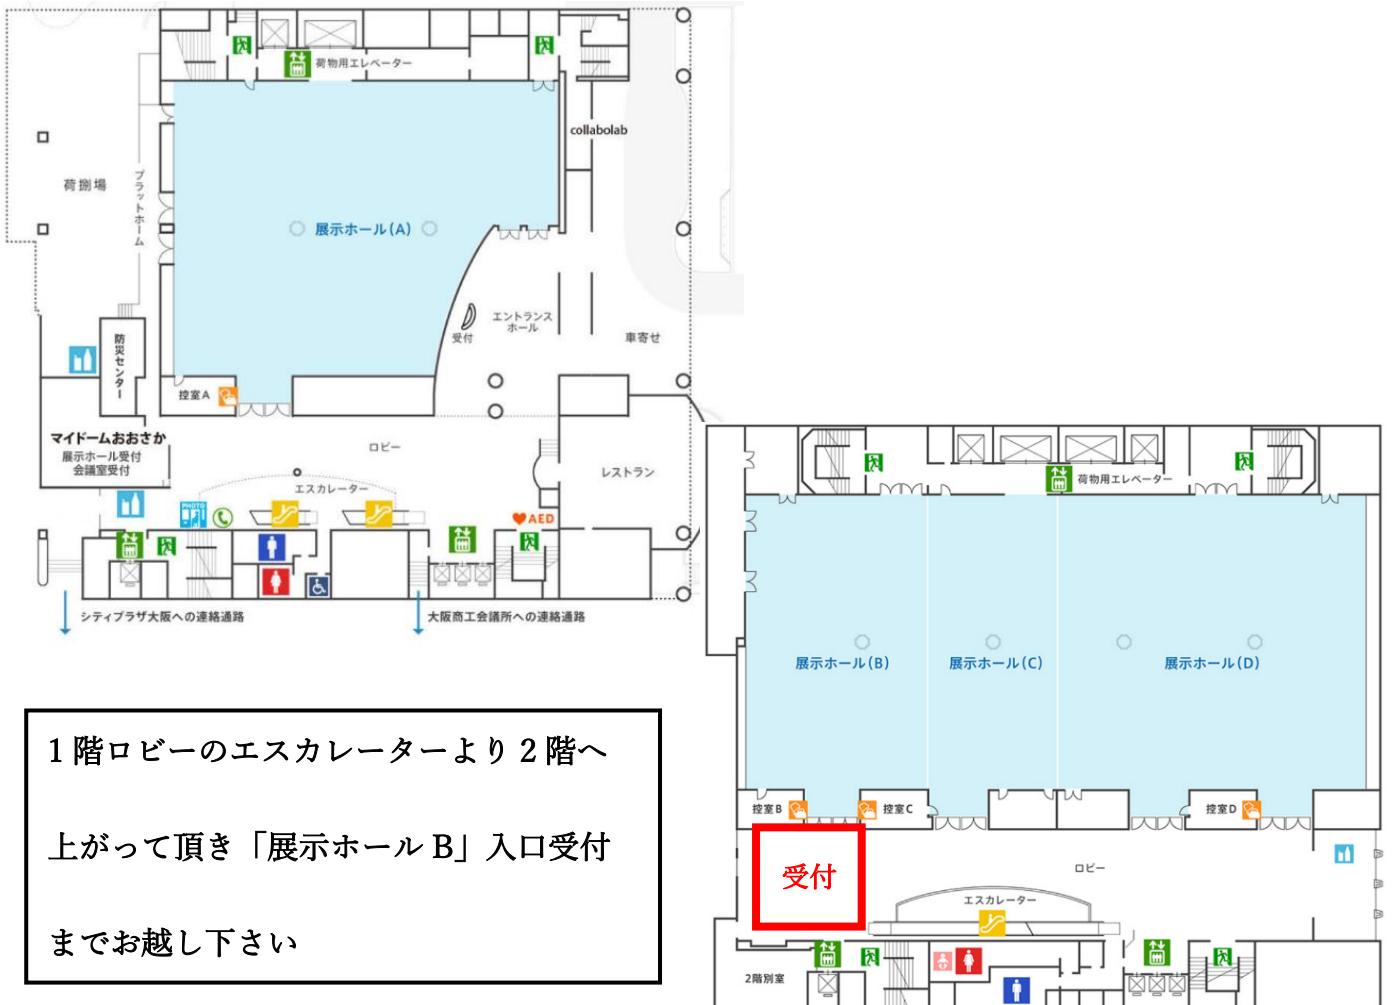 荷物用エレベーター
collabolab
荷捌場
プラットホーム
展示ホール(A)
エントランス
ホール
受付
車寄せ
防災センター
控室A
マイドームおおさか
展示ホール受付
会議室受付
ロビー
レストラン
エスカレーター
PHOTO
AED
シティプラザ大阪への連絡通路
大阪商工会議所への連絡通路
荷物用エレベーター
展示ホール(B)
展示ホール(C)
展示ホール(D)
控室B
控室C
控室D
受付
ロビー
エスカレーター
2階別室
1階ロビーのエスカレーターより2階へ
上がって頂き「展示ホールB」入口受付
までお越し下さい